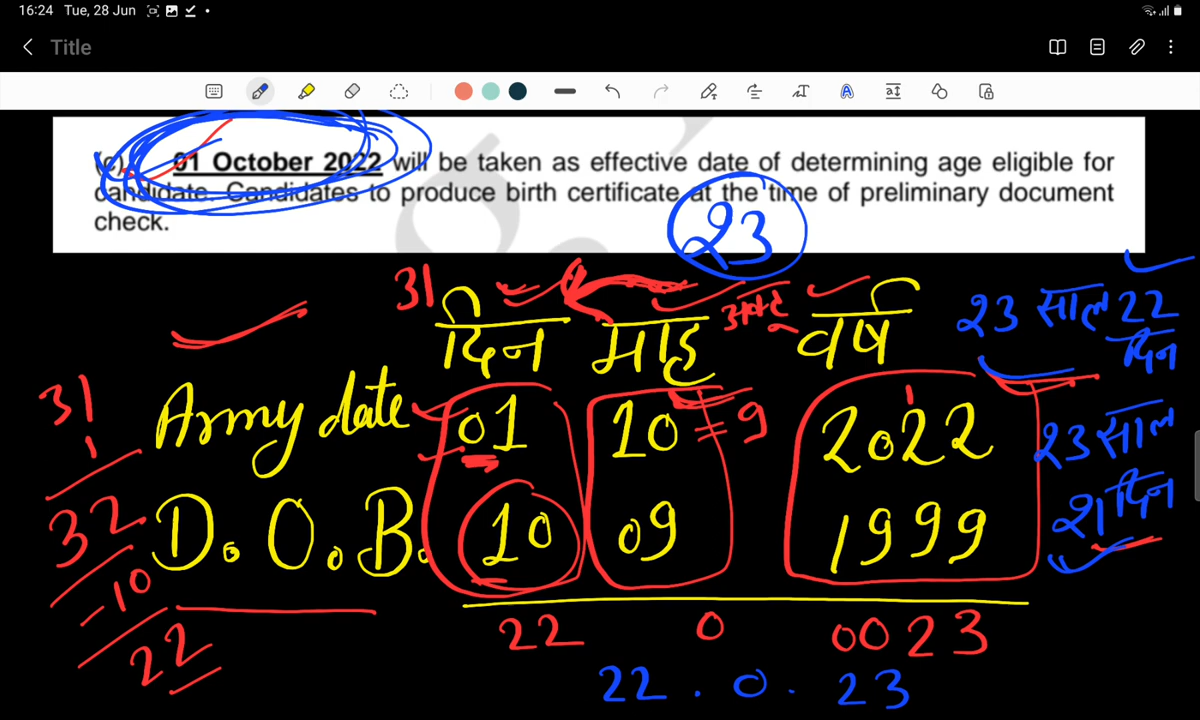 16:24 Tue, 28 Jun
Title
(c) 01 October 2022 will be taken as effective date of determining age eligible for
candidate. Candidates to produce birth certificate at the time of preliminary document
check.
23
31
दिन माह वर्ष
23 साल 22
दिन
31
1
32
-10
22
Army date 01 10 = 9 2022
D.O.B. 10 09 1999
23 साल
21 दिन
22 0 0023
22 . 0 . 23